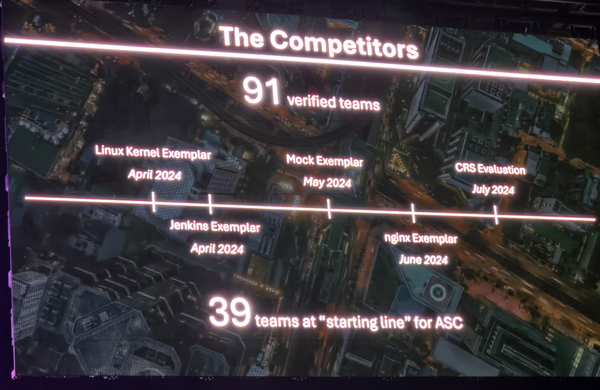 The Competitors
91 verified teams
Linux Kernel Exemplar
April 2024
Mock Exemplar
May 2024
CRS Evaluation
July 2024
Jenkins Exemplar
April 2024
nginx Exemplar
June 2024
39 teams at “starting line” for ASC